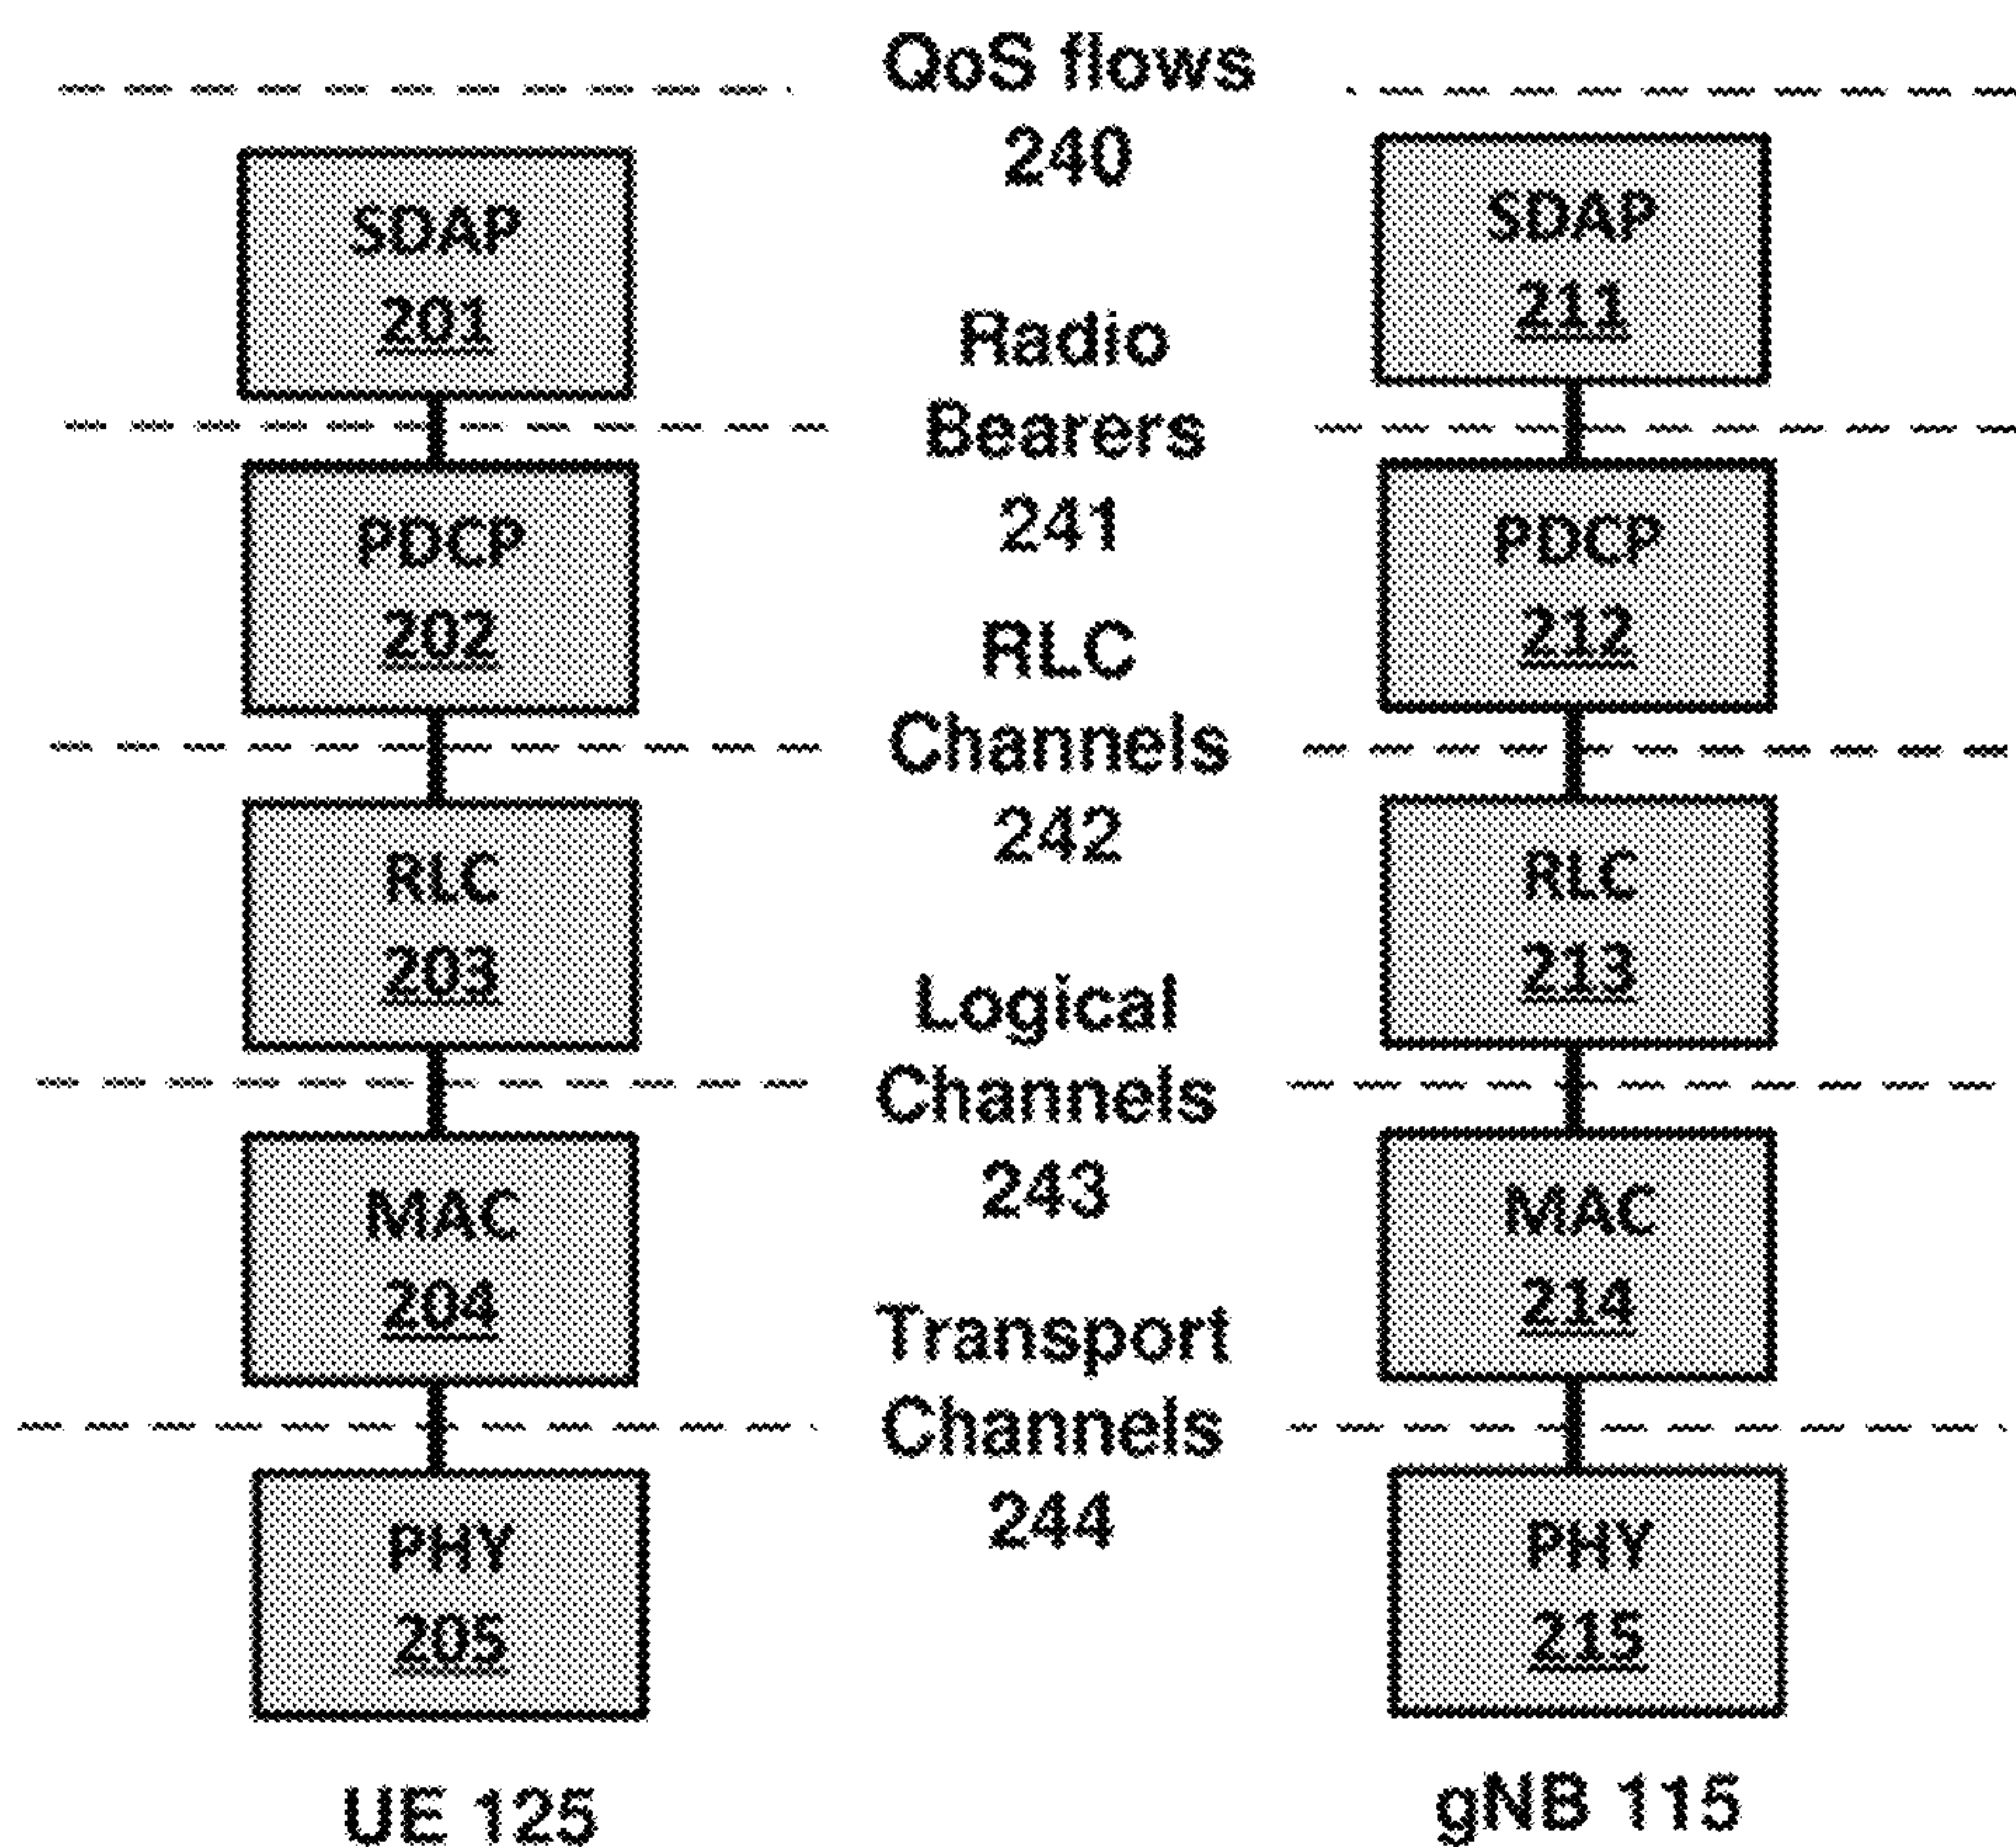 QoS flows
240
SDAP
201
SDAP
211
Radio
Bearers
241
PDCP
202
PDCP
212
RLC
Channels
242
RLC
203
RLC
213
Logical
Channels
243
MAC
204
MAC
214
Transport
Channels
244
PHY
205
PHY
215
UE 125
gNB 115